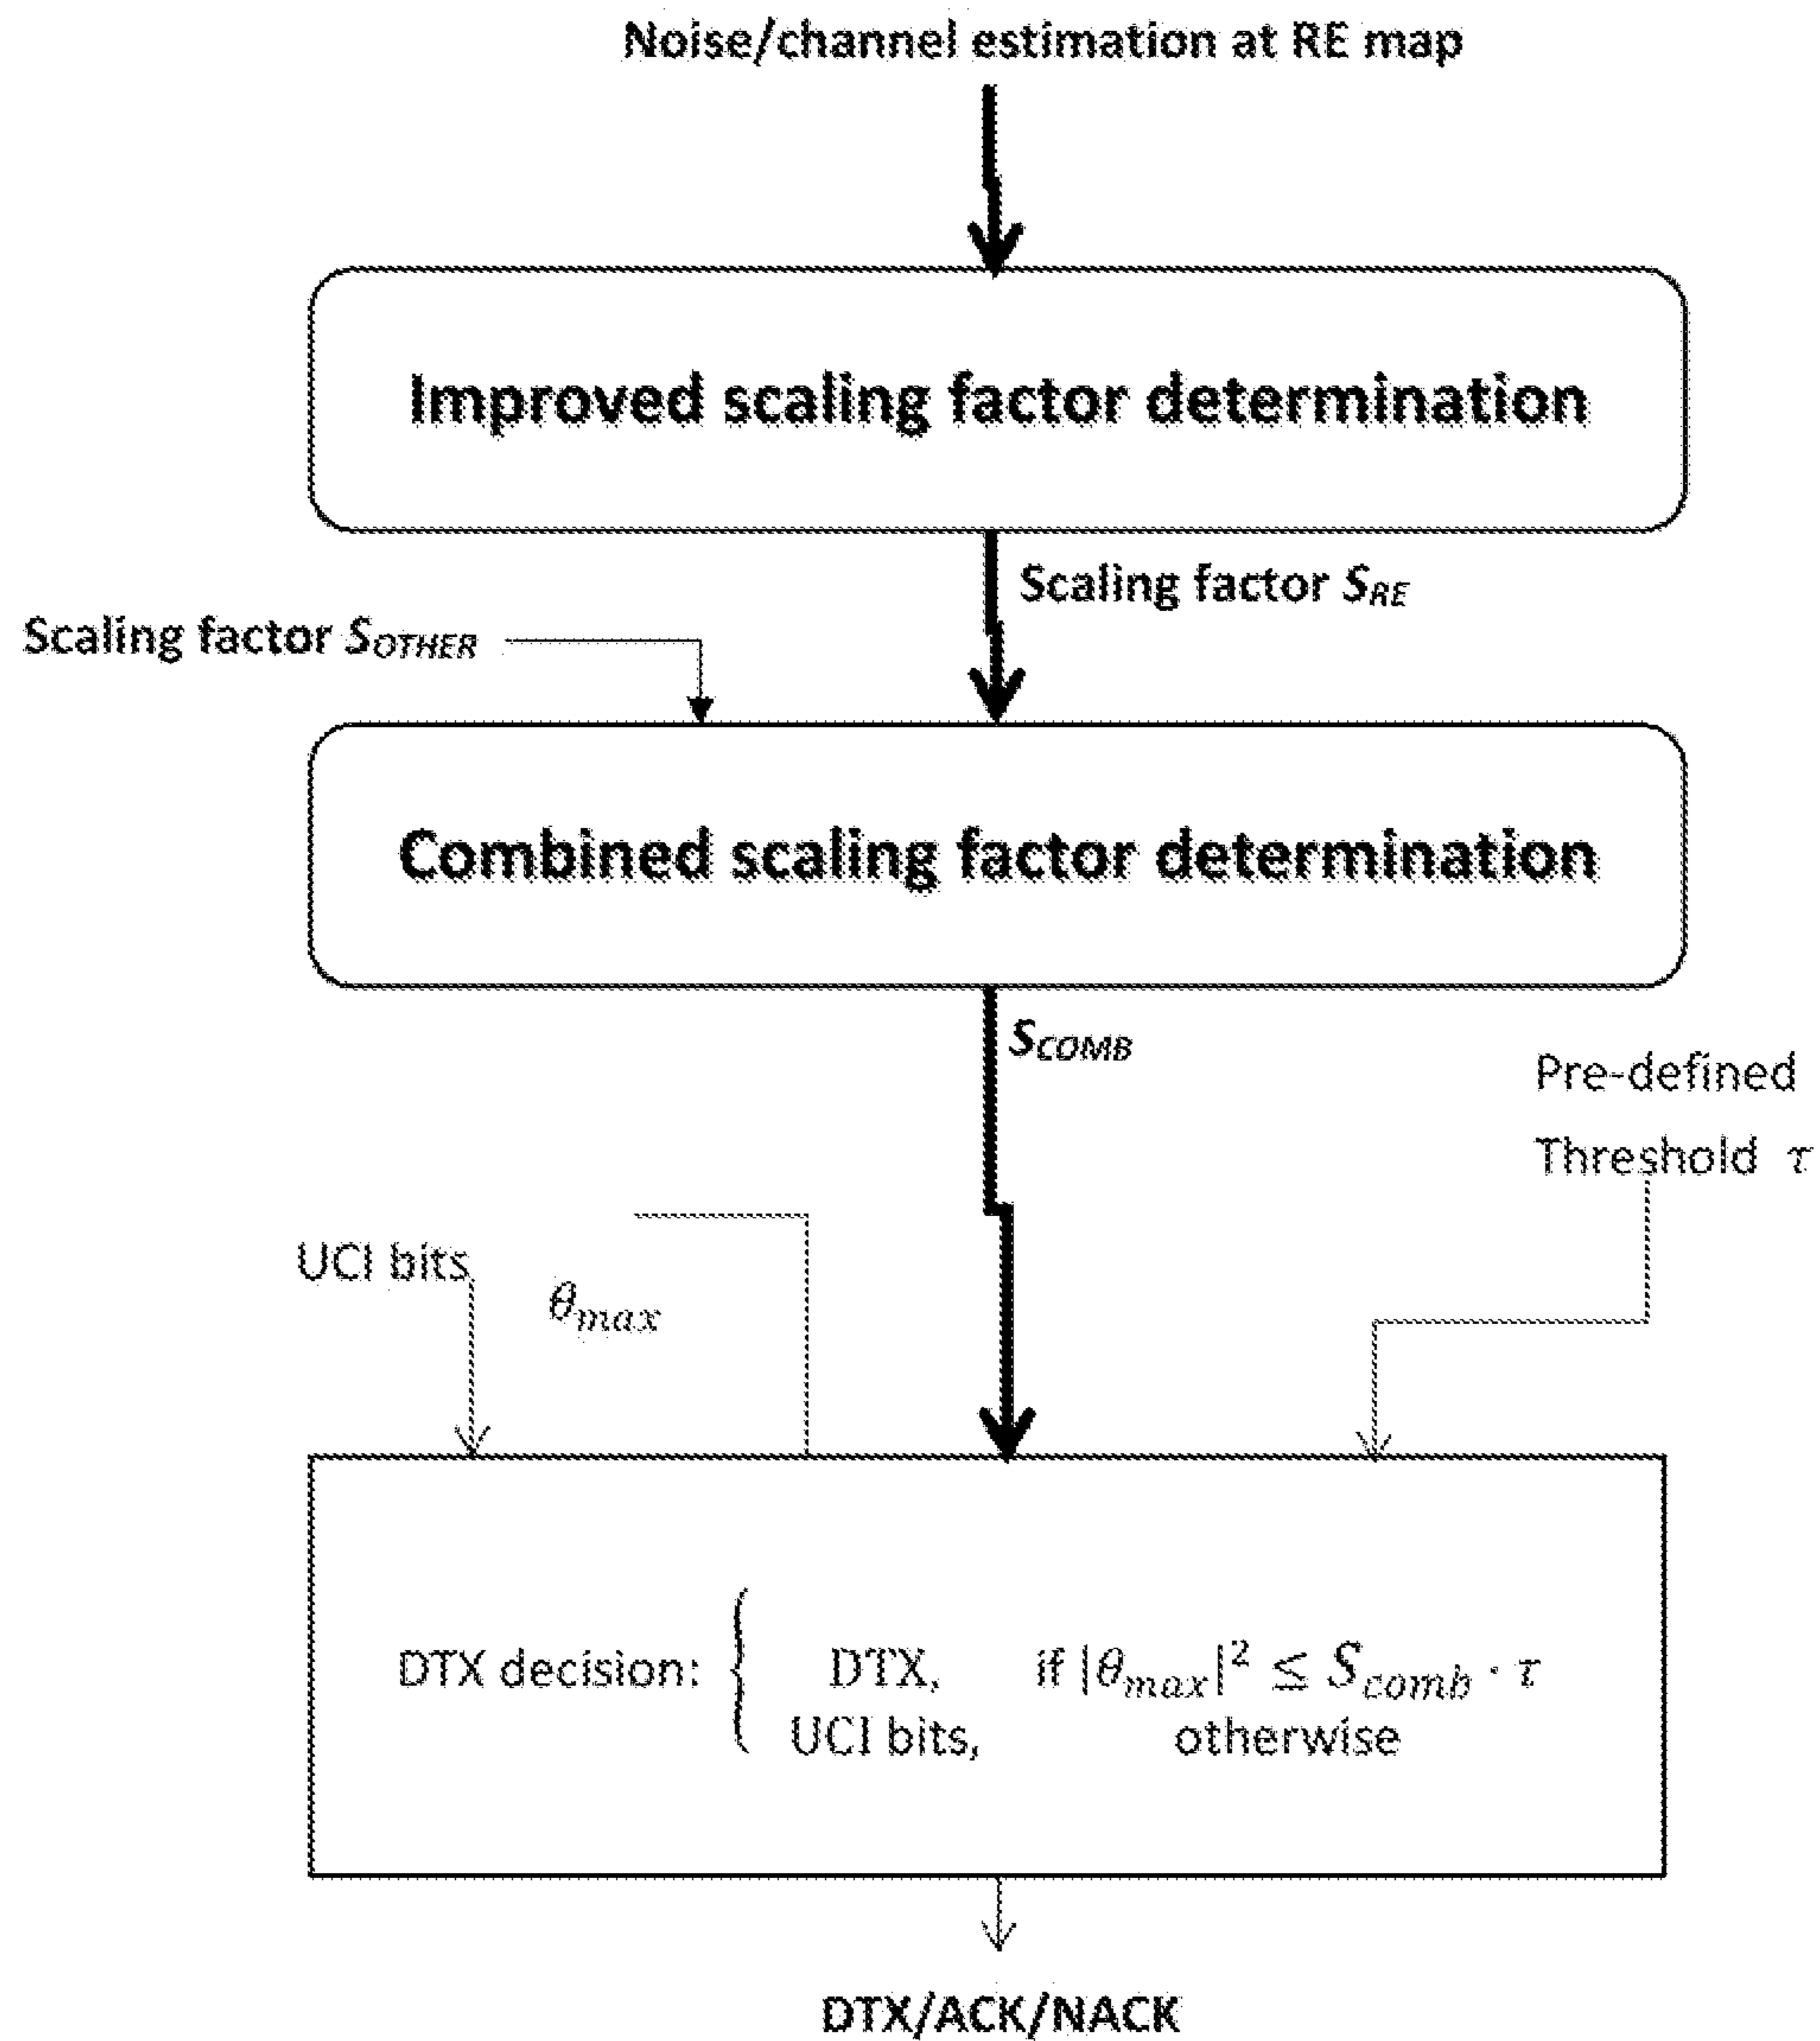 Noise/channel estimation at RE map
Improved scaling factor determination
Scaling factor S_RE
Scaling factor S_OTHER
Combined scaling factor determination
S_COMB
Pre-defined
Threshold τ
UCI bits
θ_max
DTX decision: { DTX, if |θ_max|² ≤ S_comb · τ
UCI bits, otherwise
DTX/ACK/NACK